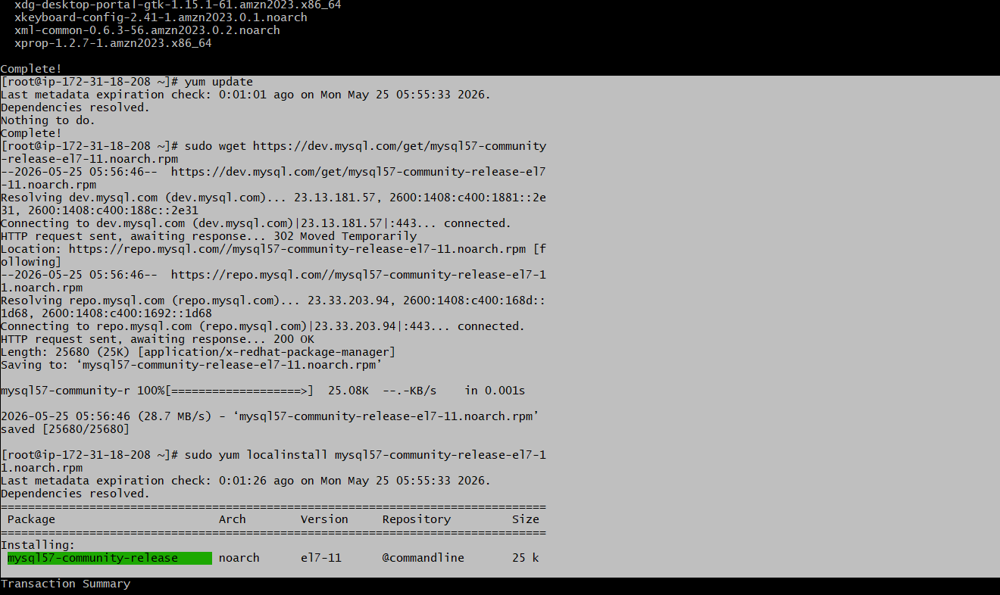 xdg-desktop-portal-gtk-1.15.1-61.amzn2023.x86_64
xkeyboard-config-2.41-1.amzn2023.0.1.noarch
xml-common-0.6.3-56.amzn2023.0.2.noarch
xprop-1.2.7-1.amzn2023.x86_64
Complete!
[root@ip-172-31-18-208 ~]# yum update
Last metadata expiration check: 0:01:01 ago on Mon May 25 05:55:33 2026.
Dependencies resolved.
Nothing to do.
Complete!
[root@ip-172-31-18-208 ~]# sudo wget https://dev.mysql.com/get/mysql57-community
-release-el7-11.noarch.rpm
--2026-05-25 05:56:46--  https://dev.mysql.com/get/mysql57-community-release-el7
-11.noarch.rpm
Resolving dev.mysql.com (dev.mysql.com)... 23.13.181.57, 2600:1408:c400:1881::2e
31, 2600:1408:c400:188c::2e31
Connecting to dev.mysql.com (dev.mysql.com)|23.13.181.57|:443... connected.
HTTP request sent, awaiting response... 302 Moved Temporarily
Location: https://repo.mysql.com//mysql57-community-release-el7-11.noarch.rpm [f
ollowing]
--2026-05-25 05:56:46--  https://repo.mysql.com//mysql57-community-release-el7-1
1.noarch.rpm
Resolving repo.mysql.com (repo.mysql.com)... 23.33.203.94, 2600:1408:c400:168d::
1d68, 2600:1408:c400:1692::1d68
Connecting to repo.mysql.com (repo.mysql.com)|23.33.203.94|:443... connected.
HTTP request sent, awaiting response... 200 OK
Length: 25680 (25K) [application/x-redhat-package-manager]
Saving to: ‘mysql57-community-release-el7-11.noarch.rpm’
mysql57-community-r 100%[===================>]  25.08K  --.-KB/s    in 0.001s
2026-05-25 05:56:46 (28.7 MB/s) - ‘mysql57-community-release-el7-11.noarch.rpm’
saved [25680/25680]
[root@ip-172-31-18-208 ~]# sudo yum localinstall mysql57-community-release-el7-1
1.noarch.rpm
Last metadata expiration check: 0:01:26 ago on Mon May 25 05:55:33 2026.
Dependencies resolved.
================================================================================
Package                        Arch        Version     Repository         Size
================================================================================
Installing:
mysql57-community-release      noarch      el7-11      @commandline       25 k
Transaction Summary